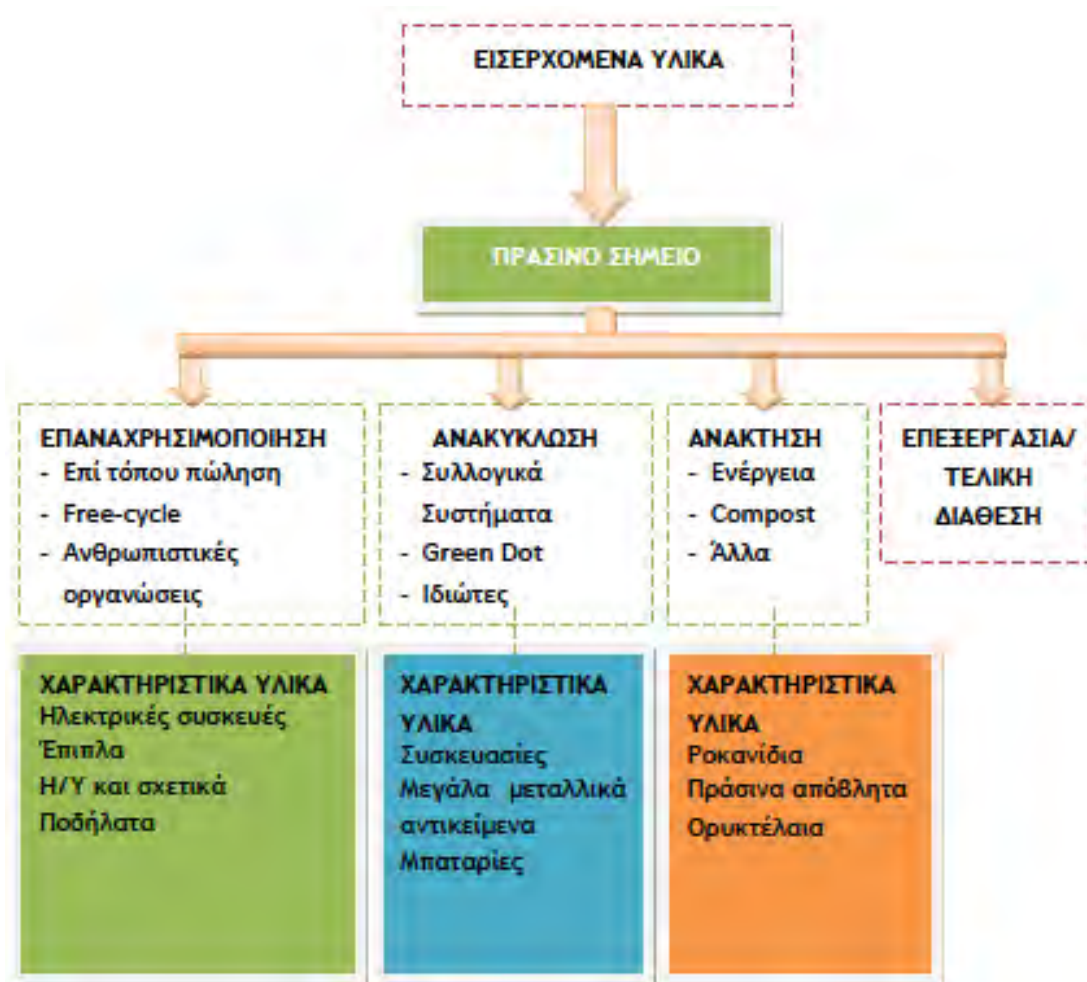 ΕΙΣΕΡΧΟΜΕΝΑ ΥΛΙΚΑ
ΠΡΑΣΙΝΟ ΣΗΜΕΙΟ
ΕΠΑΝΑΧΡΗΣΙΜΟΠΟΙΗΣΗ
- Επί τόπου πώληση
- Free-cycle
- Ανθρωπιστικές
οργανώσεις
ΑΝΑΚΥΚΛΩΣΗ
- Συλλογικά
Συστήματα
- Green Dot
- Ιδιώτες
ΑΝΑΚΤΗΣΗ
- Ενέργεια
- Compost
- Άλλα
ΕΠΕΞΕΡΓΑΣΙΑ/
ΤΕΛΙΚΗ
ΔΙΑΘΕΣΗ
ΧΑΡΑΚΤΗΡΙΣΤΙΚΑ ΥΛΙΚΑ
Ηλεκτρικές συσκευές
Έπιπλα
Η/Υ και σχετικά
Ποδήλατα
ΧΑΡΑΚΤΗΡΙΣΤΙΚΑ
ΥΛΙΚΑ
Συσκευασίες
Μεγάλα μεταλλικά
αντικείμενα
Μπαταρίες
ΧΑΡΑΚΤΗΡΙΣΤΙΚΑ
ΥΛΙΚΑ
Ροκανίδια
Πράσινα απόβλητα
Ορυκτέλαια